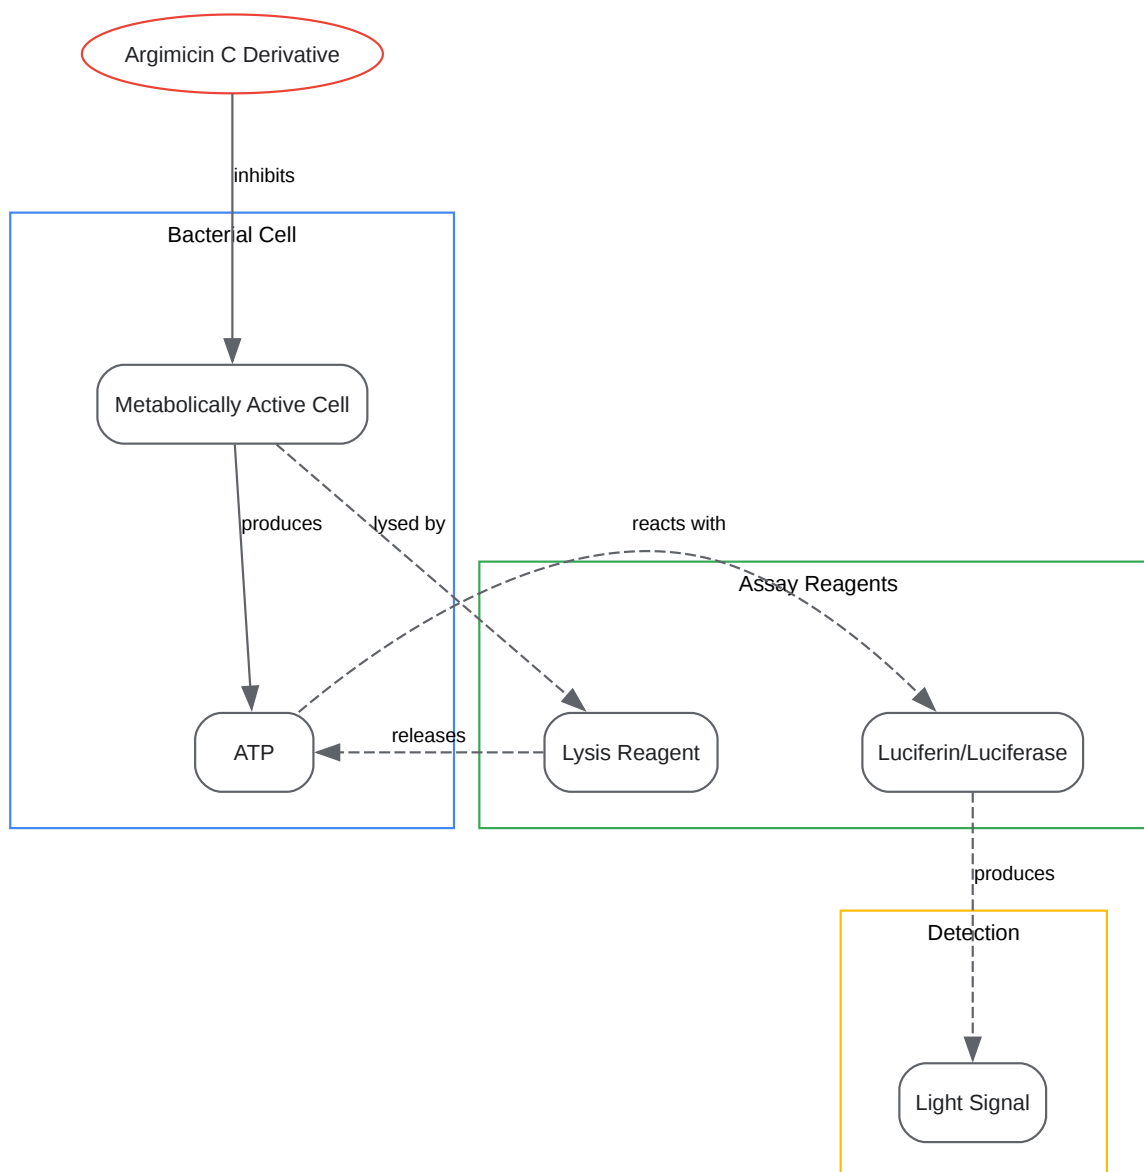 Argimicin C Derivative
inhibits
Bacterial Cell
Metabolically Active Cell
produces
lysed by
reacts with
Assay Reagents
ATP
releases
Lysis Reagent
Luciferin/Luciferase
produces
Detection
Light Signal